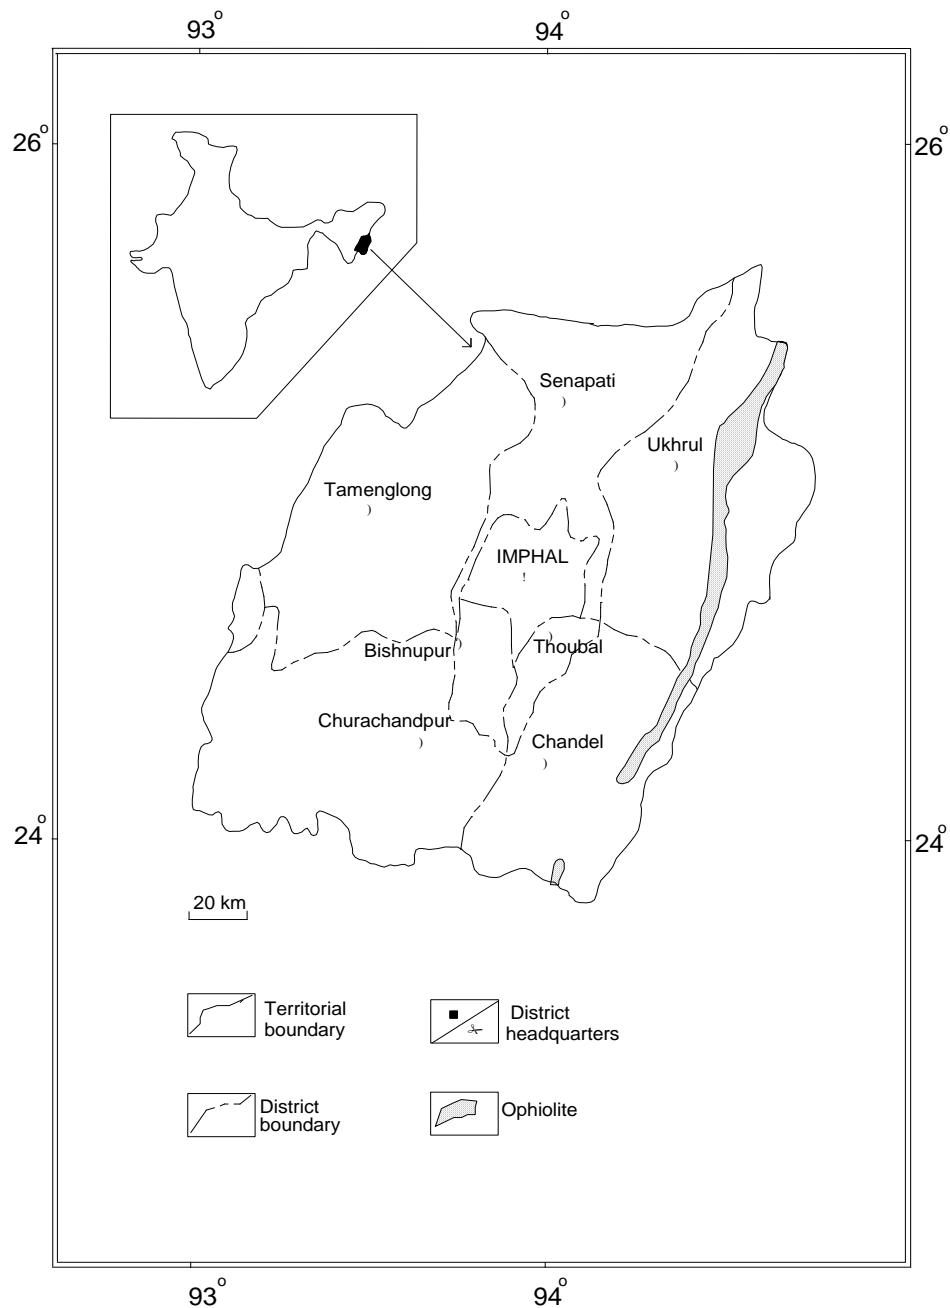 93° 94°
26° 26°
Senapati
Ukhrul
Tamenglong
IMPHAL
Bishnupur Thoubal
Churachandpur
Chandel
24° 24°
20 km
Territorial
boundary
District
headquarters
District
boundary
Ophiolite
93° 94°